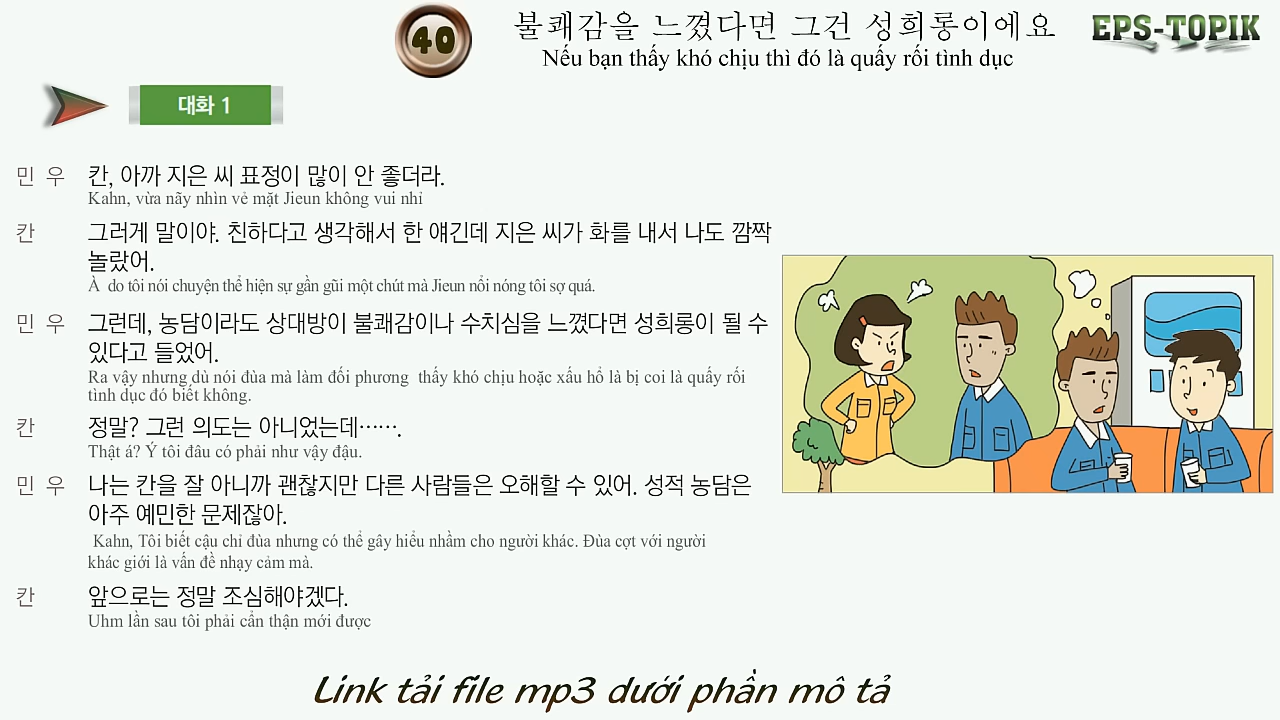 40
불쾌감을 느꼈다면 그건 성희롱이에요
Nếu bạn thấy khó chịu thì đó là quấy rối tình dục
EPS-TOPIK
대화 1
민 우 칸, 아까 지은 씨 표정이 많이 안 좋더라.
Kahn, vừa nãy nhìn vẻ mặt Jieun không vui nhỉ
칸 그러게 말이야. 친하다고 생각해서 한 얘긴데 지은 씨가 화를 내서 나도 깜짝
놀랐어.
À do tôi nói chuyện thể hiện sự gần gũi một chút mà Jieun nổi nóng tôi sợ quá.
민 우 그런데, 농담이라도 상대방이 불쾌감이나 수치심을 느꼈다면 성희롱이 될 수
있다고 들었어.
Ra vậy nhưng dù nói đùa mà làm đối phương thấy khó chịu hoặc xấu hổ là bị coi là quấy rối
tình dục đó biết không.
칸 정말? 그런 의도는 아니었는데…….
Thật á? Ý tôi đâu có phải như vậy đậu.
민 우 나는 칸을 잘 아니까 괜찮지만 다른 사람들은 오해할 수 있어. 성적 농담은
아주 예민한 문제잖아.
Kahn, Tôi biết cậu chỉ đùa nhưng có thể gây hiểu nhầm cho người khác. Đùa cợt với người
khác giới là vấn đề nhạy cảm mà.
칸 앞으로는 정말 조심해야겠다.
Uhm lần sau tôi phải cẩn thận mới được
Link tải file mp3 dưới phần mô tả